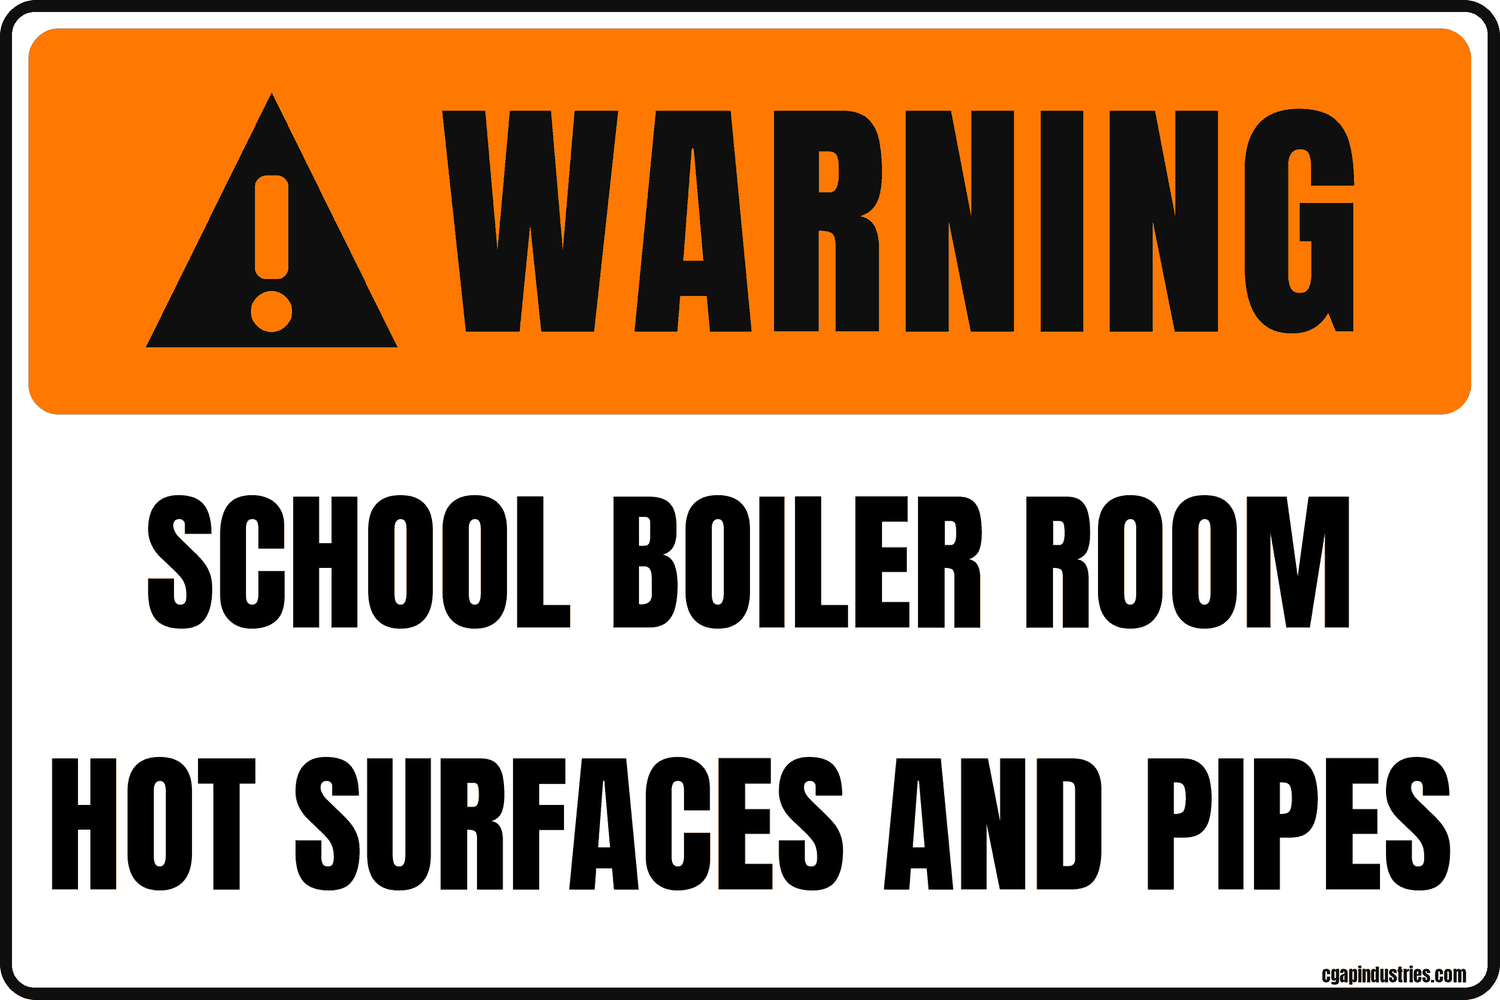 WARNING
SCHOOL BOILER ROOM
HOT SURFACES AND PIPES
cgapindustries.com